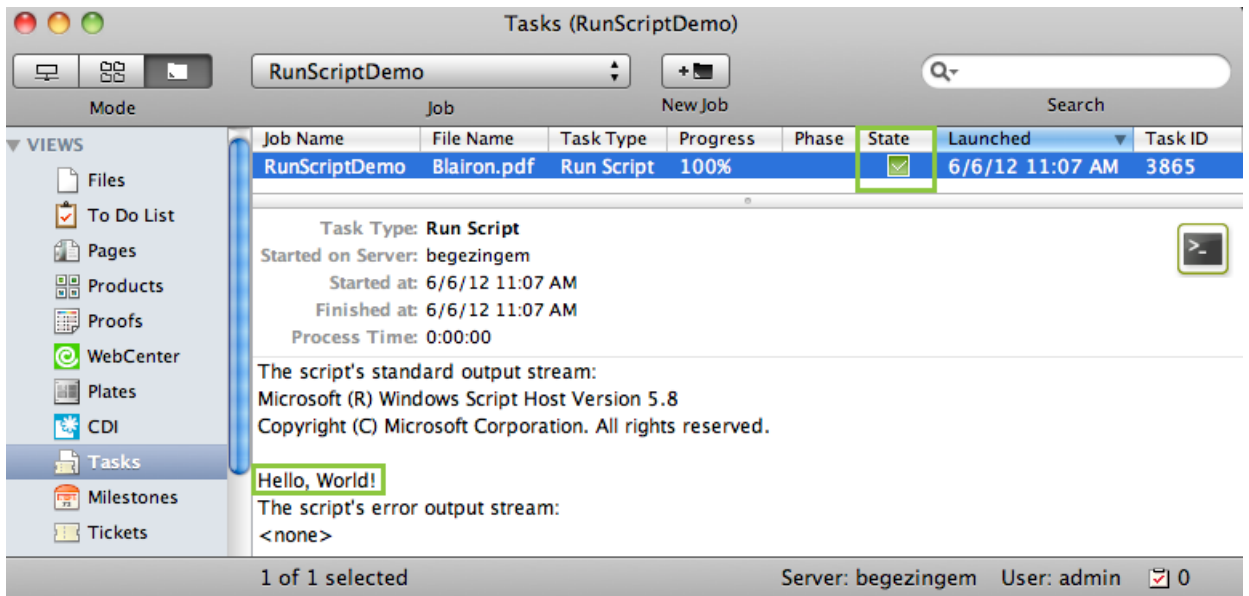 Tasks (RunScriptDemo)
RunScriptDemo
Mode Job New Job Search
VIEWS
Files
To Do List
Pages
Products
Proofs
WebCenter
Plates
CDI
Tasks
Milestones
Tickets
Job Name File Name Task Type Progress Phase State Launched Task ID
RunScriptDemo Blairon.pdf Run Script 100% 6/6/12 11:07 AM 3865
Task Type: Run Script
Started on Server: begezingem
Started at: 6/6/12 11:07 AM
Finished at: 6/6/12 11:07 AM
Process Time: 0:00:00
The script's standard output stream:
Microsoft (R) Windows Script Host Version 5.8
Copyright (C) Microsoft Corporation. All rights reserved.
Hello, World!
The script's error output stream:
<none>
1 of 1 selected Server: begezingem User: admin 0